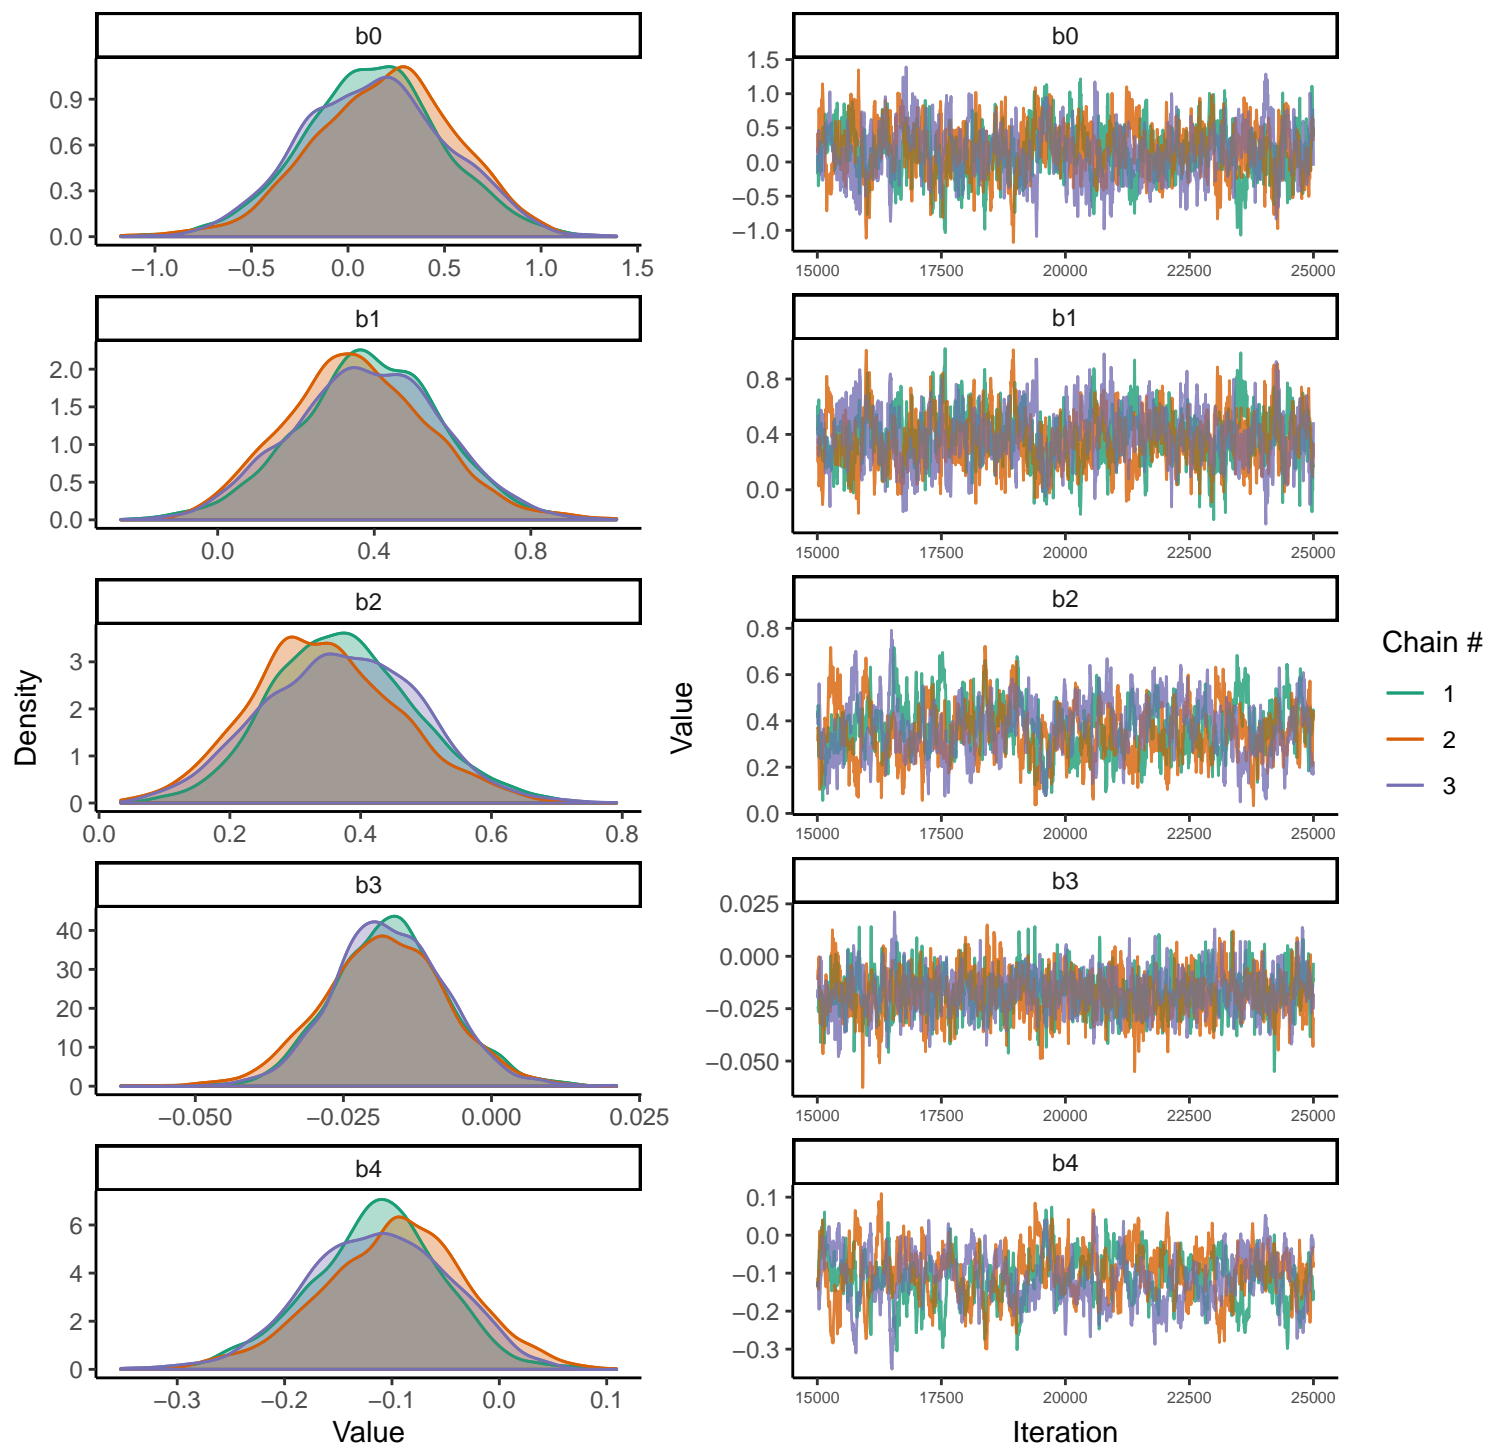 b0
0.9
0.6
0.3
0.0
−1.0 −0.5 0.0 0.5 1.0 1.5
b1
2.0
1.5
1.0
0.5
0.0
0.0 0.4 0.8
b2
3
2
1
0
0.0 0.2 0.4 0.6 0.8
b3
40
30
20
10
0
−0.050 −0.025 0.000 0.025
b4
6
4
2
0
−0.3 −0.2 −0.1 0.0 0.1
Density
Value
b0
1.5
1.0
0.5
0.0
−0.5
−1.0
15000 17500 20000 22500 25000
b1
0.8
0.4
0.0
15000 17500 20000 22500 25000
b2
0.8
0.6
0.4
0.2
0.0
15000 17500 20000 22500 25000
b3
0.025
0.000
−0.025
−0.050
15000 17500 20000 22500 25000
b4
0.1
0.0
−0.1
−0.2
−0.3
15000 17500 20000 22500 25000
Value
Iteration
Chain #
1
2
3